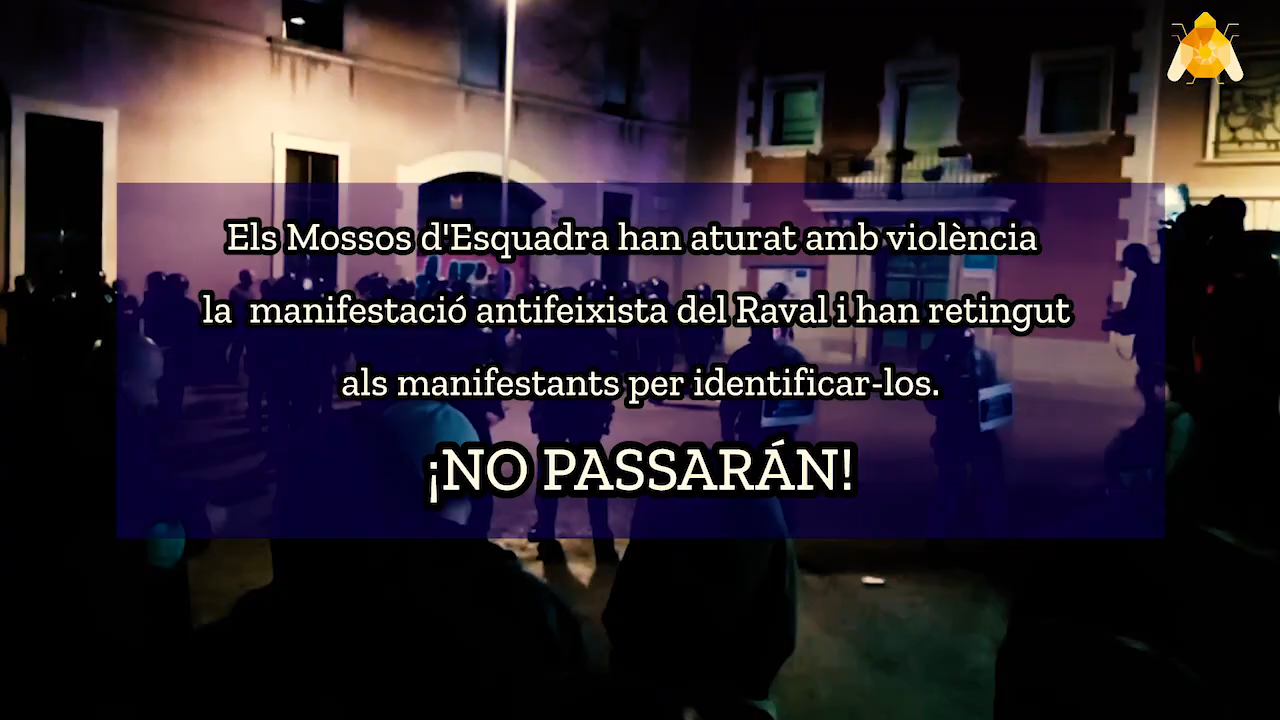 Els Mossos d'Esquadra han aturat amb violència
la manifestació antifeixista del Raval i han retingut
als manifestants per identificar-los.
¡NO PASSARÁN!